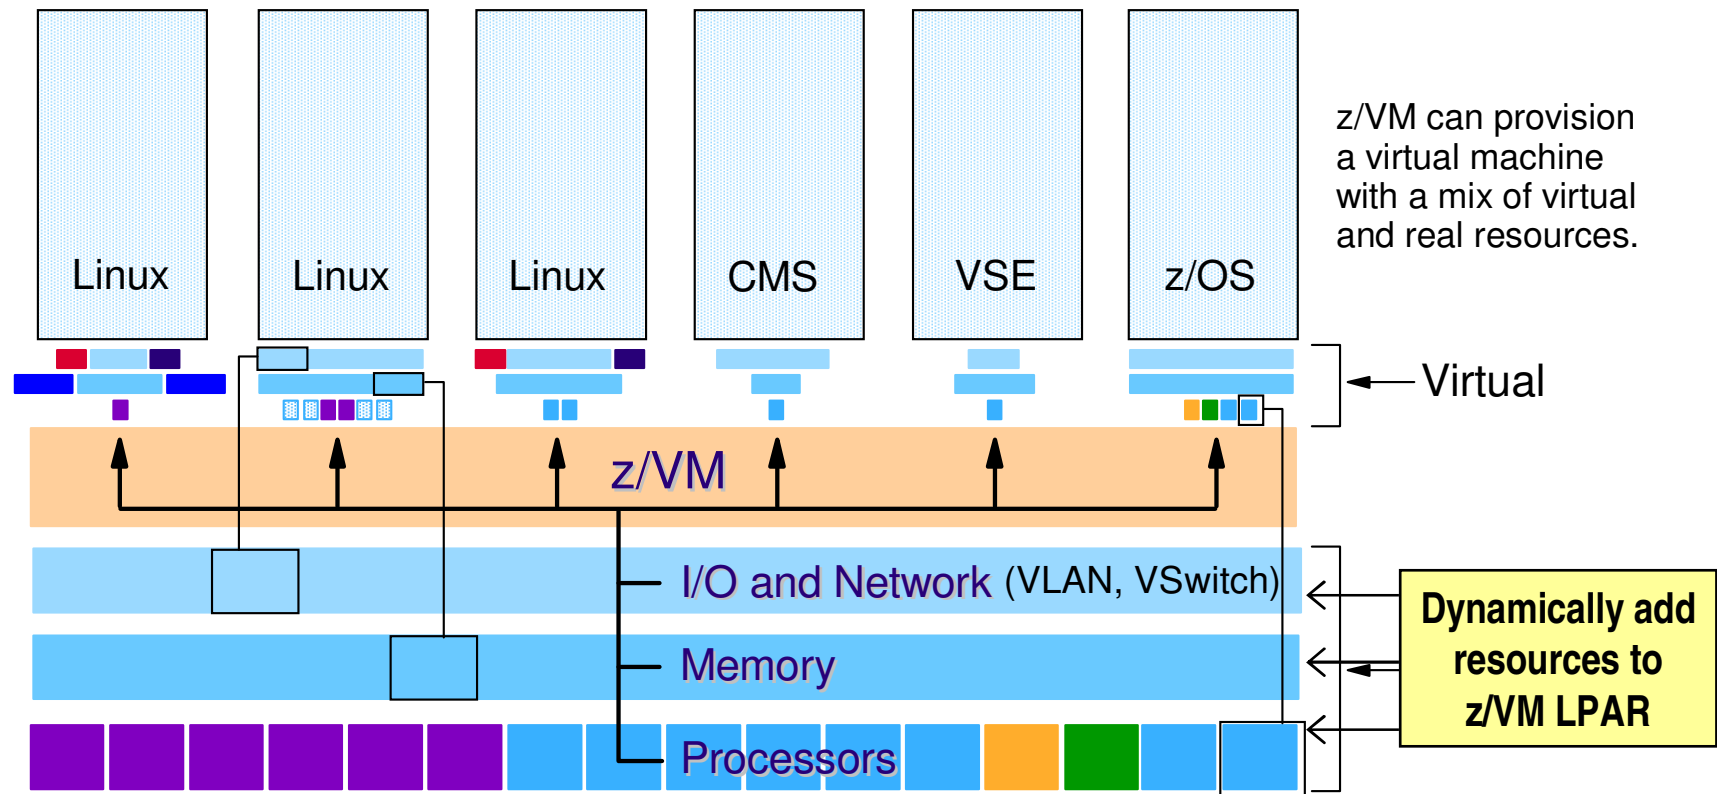 z/VM can provision
a virtual machine
with a mix of virtual
and real resources.
Linux
Linux
Linux
CMS
VSE
z/OS
Virtual
z/VM
I/O and Network (VLAN, VSwitch)
Memory
Processors
Dynamically add
resources to
z/VM LPAR